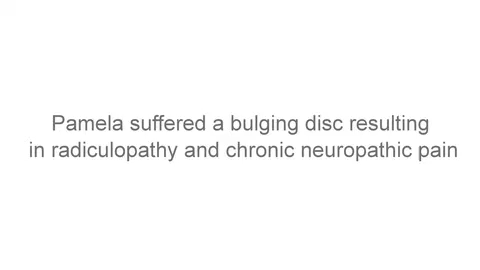 Pamela suffered a bulging disc resulting
in radiculopathy and chronic neuropathic pain